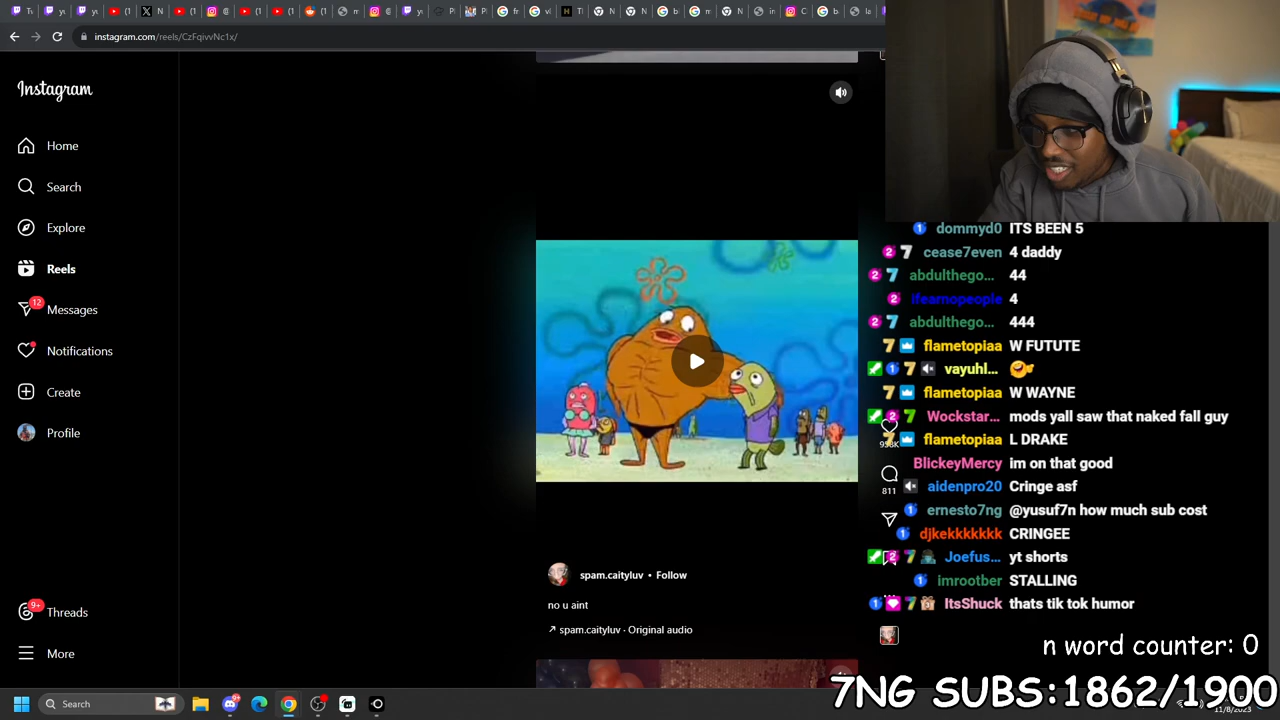 instagram.com/reels/CzFqivvNc1x/
Instagram
Home
Search
Explore
Reels
12
Messages
Notifications
Create
Profile
9+
Threads
More
spam.caityluv • Follow
no u aint
spam.caityluv · Original audio
811
dommyd0 ITS BEEN 5
cease7even 4 daddy
abdulthego... 44
ifearnopeople 4
abdulthego... 444
flametopiaa W FUTUTE
vayuhl...
flametopiaa W WAYNE
Wockstar... mods yall saw that naked fall guy
flametopiaa L DRAKE
BlickeyMercy im on that good
aidenpro20 Cringe asf
ernesto7ng @yusuf7n how much sub cost
djkekkkkkkk CRINGEE
Joefus... yt shorts
imrootber STALLING
ItsShuck thats tik tok humor
n word counter: 0
7NG SUBS:1862/1900
Search
11/8/2023